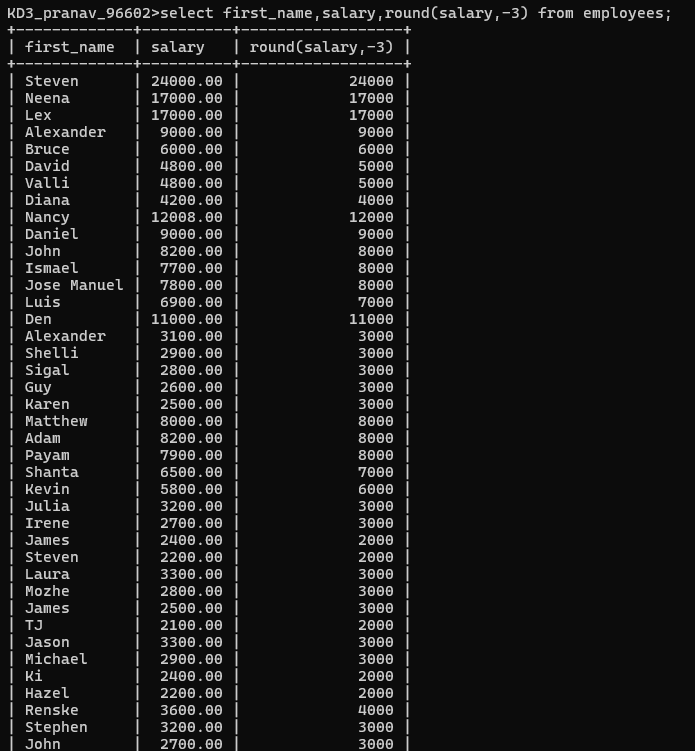 KD3_pranav_96602>select first_name,salary,round(salary,-3) from employees;
+-------------+----------+------------------+
| first_name  | salary   | round(salary,-3) |
+-------------+----------+------------------+
| Steven      | 24000.00 |            24000 |
| Neena       | 17000.00 |            17000 |
| Lex         | 17000.00 |            17000 |
| Alexander   |  9000.00 |             9000 |
| Bruce       |  6000.00 |             6000 |
| David       |  4800.00 |             5000 |
| Valli       |  4800.00 |             5000 |
| Diana       |  4200.00 |             4000 |
| Nancy       | 12008.00 |            12000 |
| Daniel      |  9000.00 |             9000 |
| John        |  8200.00 |             8000 |
| Ismael      |  7700.00 |             8000 |
| Jose Manuel |  7800.00 |             8000 |
| Luis        |  6900.00 |             7000 |
| Den         | 11000.00 |            11000 |
| Alexander   |  3100.00 |             3000 |
| Shelli      |  2900.00 |             3000 |
| Sigal       |  2800.00 |             3000 |
| Guy         |  2600.00 |             3000 |
| Karen       |  2500.00 |             3000 |
| Matthew     |  8000.00 |             8000 |
| Adam        |  8200.00 |             8000 |
| Payam       |  7900.00 |             8000 |
| Shanta      |  6500.00 |             7000 |
| Kevin       |  5800.00 |             6000 |
| Julia       |  3200.00 |             3000 |
| Irene       |  2700.00 |             3000 |
| James       |  2400.00 |             2000 |
| Steven      |  2200.00 |             2000 |
| Laura       |  3300.00 |             3000 |
| Mozhe       |  2800.00 |             3000 |
| James       |  2500.00 |             3000 |
| TJ          |  2100.00 |             2000 |
| Jason       |  3300.00 |             3000 |
| Michael     |  2900.00 |             3000 |
| Ki          |  2400.00 |             2000 |
| Hazel       |  2200.00 |             2000 |
| Renske      |  3600.00 |             4000 |
| Stephen     |  3200.00 |             3000 |
| John        |  2700.00 |             3000 |